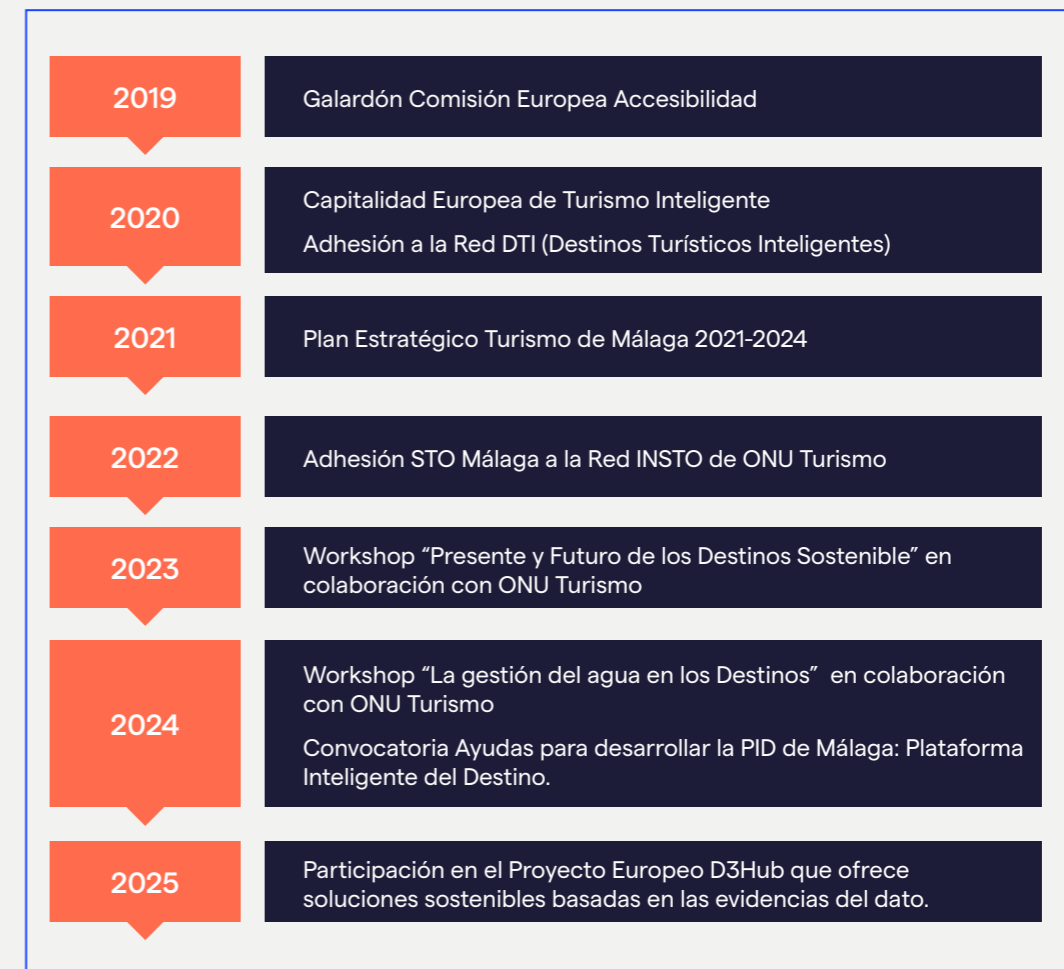 2019
Galardón Comisión Europea Accesibilidad
2020
Capitalidad Europea de Turismo Inteligente
Adhesión a la Red DTI (Destinos Turísticos Inteligentes)
2021
Plan Estratégico Turismo de Málaga 2021-2024
2022
Adhesión STO Málaga a la Red INSTO de ONU Turismo
2023
Workshop “Presente y Futuro de los Destinos Sostenible” en
colaboración con ONU Turismo
2024
Workshop “La gestión del agua en los Destinos”  en colaboración
con ONU Turismo
Convocatoria Ayudas para desarrollar la PID de Málaga: Plataforma
Inteligente del Destino.
2025
Participación en el Proyecto Europeo D3Hub que ofrece
soluciones sostenibles basadas en las evidencias del dato.